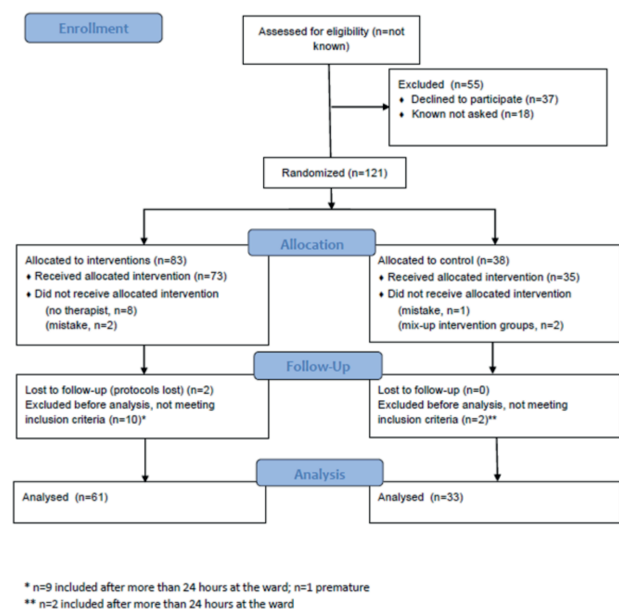 Enrollment
Assessed for eligibility (n=not
known)
Excluded (n=55)
♦ Declined to participate (n=37)
♦ Known not asked (n=18)
Randomized (n=121)
Allocation
Allocated to interventions (n=83)
♦ Received allocated intervention (n=73)
♦ Did not receive allocated intervention
(no therapist, n=8)
(mistake, n=2)
Allocated to control (n=38)
♦ Received allocated intervention (n=35)
♦ Did not receive allocated intervention
(mistake, n=1)
(mix-up intervention groups, n=2)
Follow-Up
Lost to follow-up (protocols lost) (n=2)
Excluded before analysis, not meeting
inclusion criteria (n=10)*
Lost to follow-up (n=0)
Excluded before analysis, not meeting
inclusion criteria (n=2)**
Analysis
Analysed (n=61)
Analysed (n=33)
* n=9 included after more than 24 hours at the ward; n=1 premature
** n=2 included after more than 24 hours at the ward